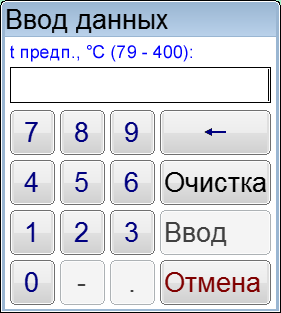 Ввод данных
t предп., °C (79 - 400):
7 8 9 ←
4 5 6 Очистка
1 2 3 Ввод
0 - . Отмена